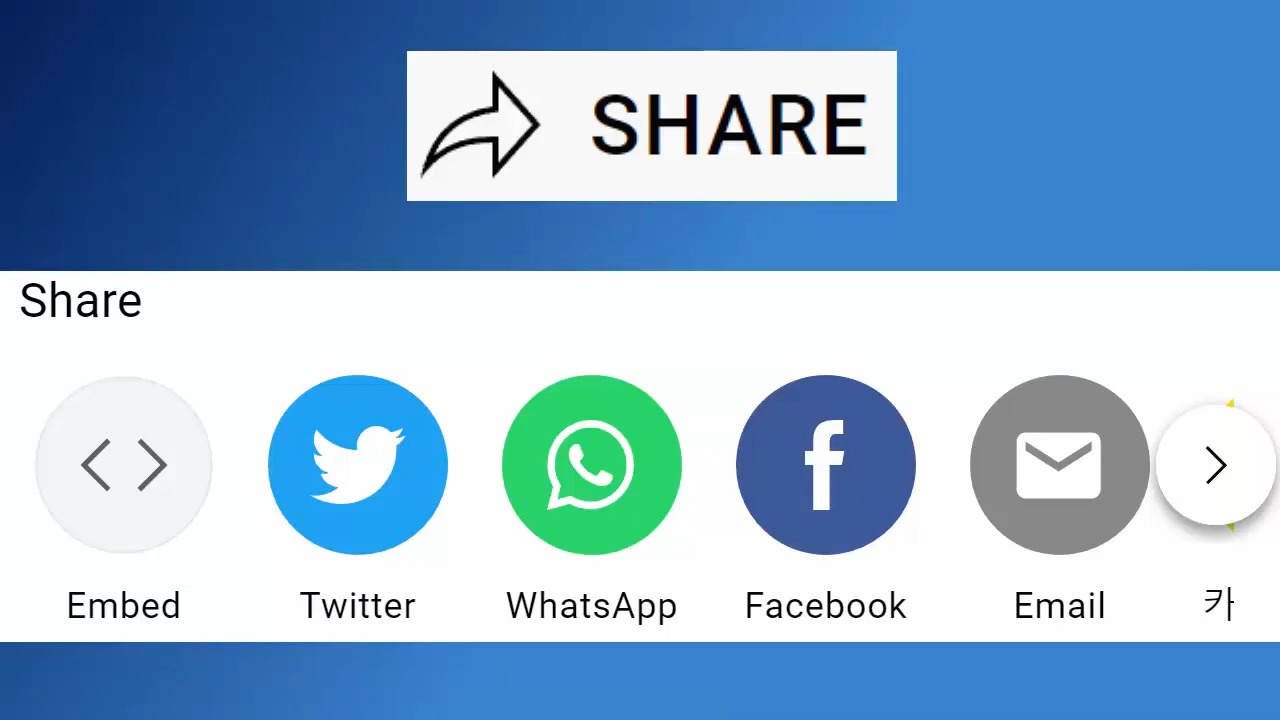 SHARE
Share
Embed
Twitter
WhatsApp
Facebook
Email
카